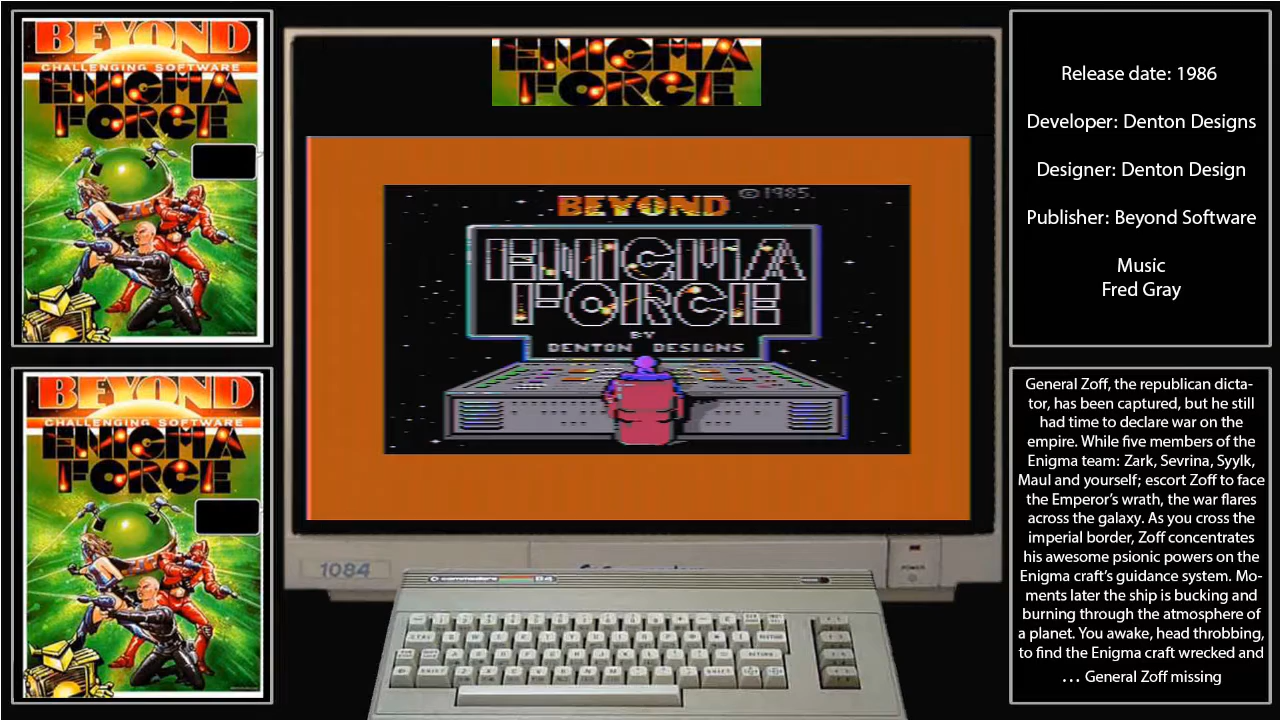 BEYOND
CHALLENGING SOFTWARE
ENIGMA
FORCE
BEYOND
CHALLENGING SOFTWARE
ENIGMA
FORCE
ENIGMA
FORCE
©1985.
BEYOND
ENIGMA
FORCE
BY
DENTON DESIGNS
1084
POWER
commodore 64
Release date: 1986
Developer: Denton Designs
Designer: Denton Design
Publisher: Beyond Software
Music
Fred Gray
General Zoff, the republican dicta-
tor, has been captured, but he still
had time to declare war on the
empire. While five members of the
Enigma team: Zark, Sevrina, Syylk,
Maul and yourself; escort Zoff to face
the Emperor's wrath, the war flares
across the galaxy. As you cross the
imperial border, Zoff concentrates
his awesome psionic powers on the
Enigma craft's guidance system. Mo-
ments later the ship is bucking and
burning through the atmosphere of
a planet. You awake, head throbbing,
to find the Enigma craft wrecked and
... General Zoff missing